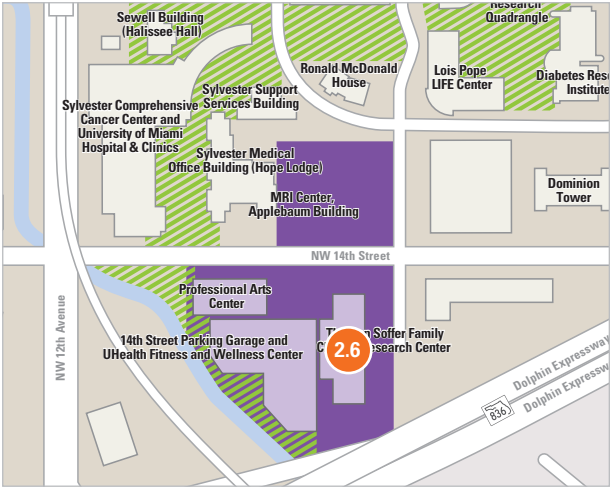 Research
Quadrangle
Sewell Building
(Halissee Hall)
Ronald McDonald
House
Lois Pope
LIFE Center
Diabetes Res
Institute
Sylvester Support
Services Building
Sylvester Comprehensive
Cancer Center and
University of Miami
Hospital & Clinics
Sylvester Medical
Office Building (Hope Lodge)
MRI Center,
Applebaum Building
Dominion
Tower
NW 14th Street
Professional Arts
Center
14th Street Parking Garage and
UHealth Fitness and Wellness Center
Soffer Family
Research Center
2.6
NW 12th Avenue
Dolphin Expressway
Dolphin Expressw
836